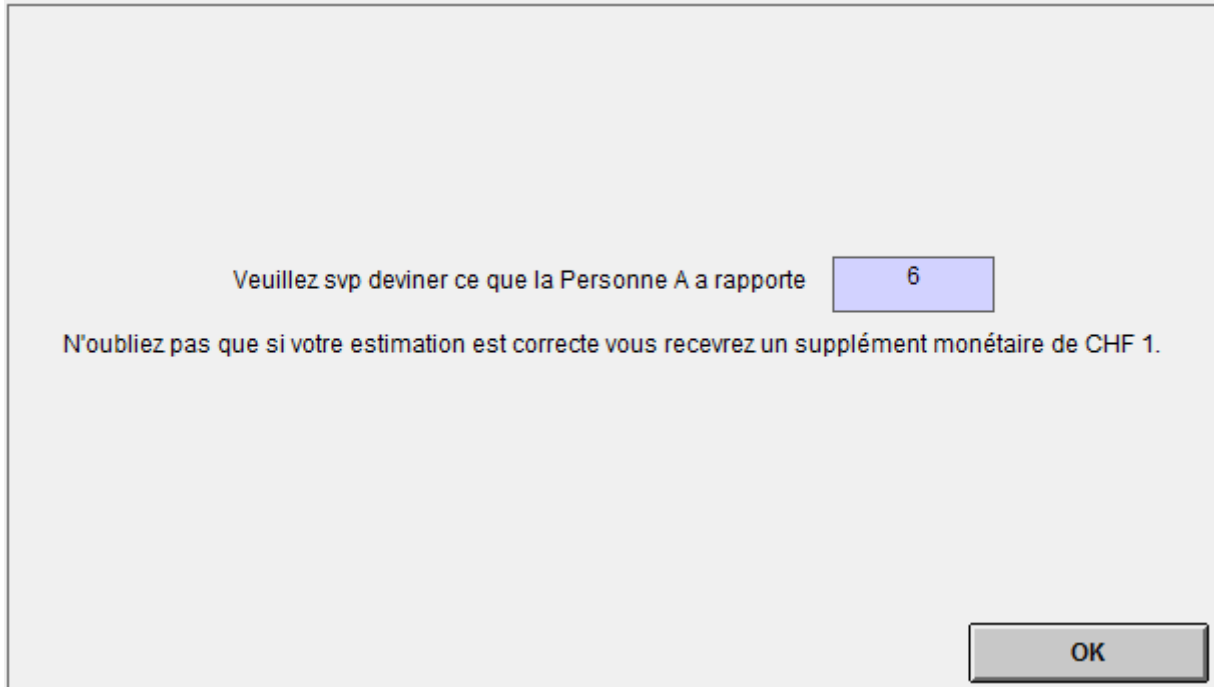 Veuillez svp deviner ce que la Personne A a rapporte 6
N'oubliez pas que si votre estimation est correcte vous recevrez un supplément monétaire de CHF 1.
OK